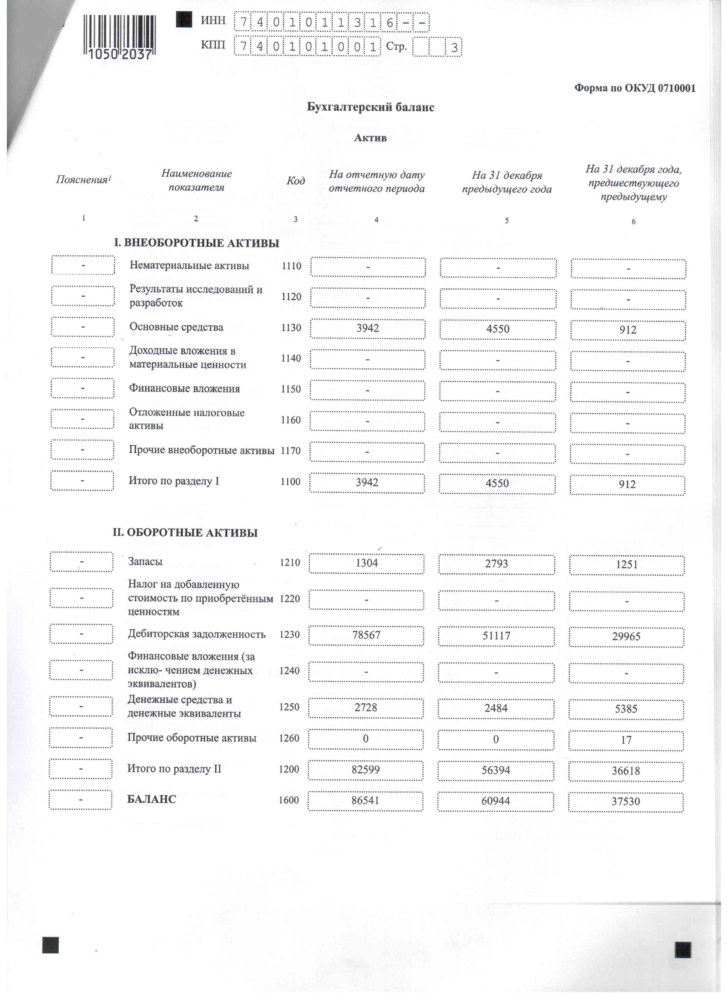 ИНН 7401011316--
КПП 740101001 Стр. 3
10502037
Форма по ОКУД 0710001
Бухгалтерский баланс
Актив
Пояснения1 Наименование показателя Код На отчетную дату отчетного периода На 31 декабря предыдущего года На 31 декабря года, предшествующего предыдущему
1 2 3 4 5 6
I. ВНЕОБОРОТНЫЕ АКТИВЫ
- Нематериальные активы 1110 - - -
- Результаты исследований и разработок 1120 - - -
- Основные средства 1130 3942 4550 912
- Доходные вложения в материальные ценности 1140 - - -
- Финансовые вложения 1150 - - -
- Отложенные налоговые активы 1160 - - -
- Прочие внеоборотные активы 1170 - - -
- Итого по разделу I 1100 3942 4550 912
II. ОБОРОТНЫЕ АКТИВЫ
- Запасы 1210 1304 2793 1251
- Налог на добавленную стоимость по приобретённым ценностям 1220 - - -
- Дебиторская задолженность 1230 78567 51117 29965
- Финансовые вложения (за исклю- чением денежных эквивалентов) 1240 - - -
- Денежные средства и денежные эквиваленты 1250 2728 2484 5385
- Прочие оборотные активы 1260 0 0 17
- Итого по разделу II 1200 82599 56394 36618
- БАЛАНС 1600 86541 60944 37530